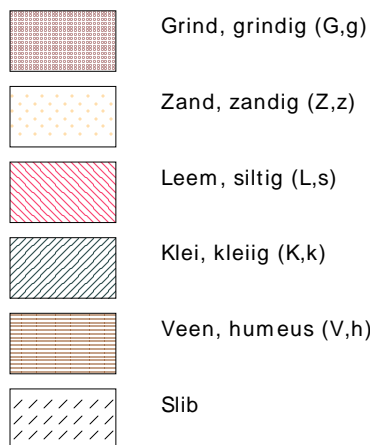 Grind, grindig (G,g)
Zand, zandig (Z,z)
Leem, siltig (L,s)
Klei, kleiig (K,k)
Veen, humeus (V,h)
Slib